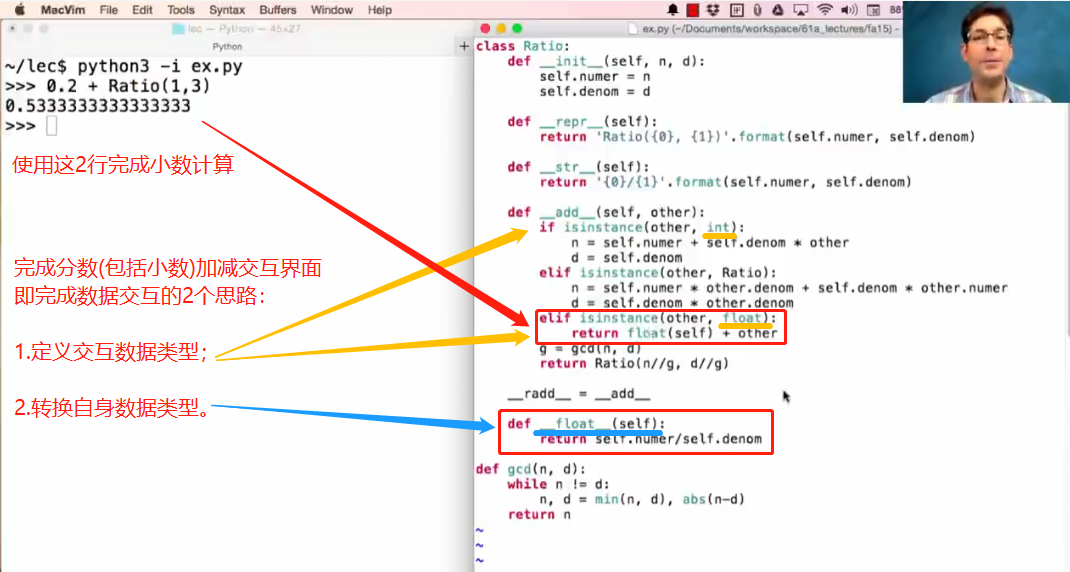 MacVim File Edit Tools Syntax Buffers Window Help
lec — Python — 45x27
Python
ex.py (~/Documents/workspace/61a_lectures/fa15) -
~/lec$ python3 -i ex.py
>>> 0.2 + Ratio(1,3)
0.5333333333333333
>>>
使用这2行完成小数计算
完成分数(包括小数)加减交互界面
即完成数据交互的2个思路：
1.定义交互数据类型；
2.转换自身数据类型。
class Ratio:
    def __init__(self, n, d):
        self.numer = n
        self.denom = d
    def __repr__(self):
        return 'Ratio({0}, {1})'.format(self.numer, self.denom)
    def __str__(self):
        return '{0}/{1}'.format(self.numer, self.denom)
    def __add__(self, other):
        if isinstance(other, int):
            n = self.numer + self.denom * other
            d = self.denom
        elif isinstance(other, Ratio):
            n = self.numer * other.denom + self.denom * other.numer
            d = self.denom * other.denom
        elif isinstance(other, float):
            return float(self) + other
        g = gcd(n, d)
        return Ratio(n//g, d//g)
    __radd__ = __add__
    def __float__(self):
        return self.numer/self.denom
def gcd(n, d):
    while n != d:
        n, d = min(n, d), abs(n-d)
    return n
~
~
~